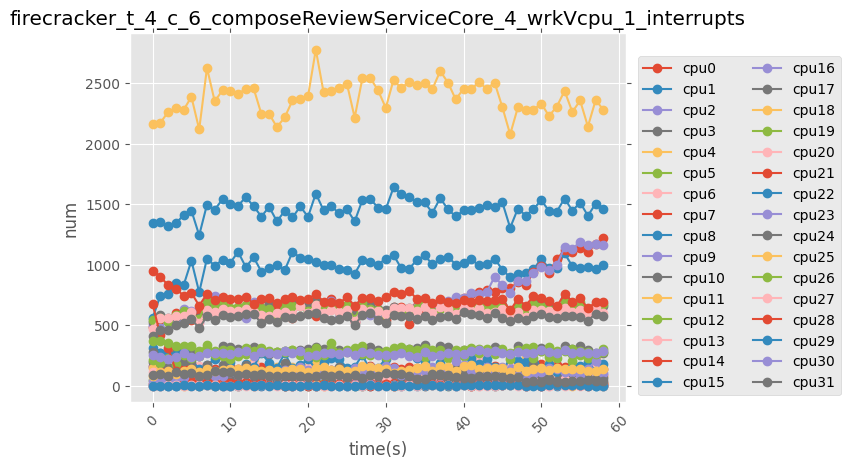 firecracker_t_4_c_6_composeReviewServiceCore_4_wrkVcpu_1_interrupts
num
2500
2000
1500
1000
500
0
0
10
20
30
40
50
60
time(s)
cpu0
cpu1
cpu2
cpu3
cpu4
cpu5
cpu6
cpu7
cpu8
cpu9
cpu10
cpu11
cpu12
cpu13
cpu14
cpu15
cpu16
cpu17
cpu18
cpu19
cpu20
cpu21
cpu22
cpu23
cpu24
cpu25
cpu26
cpu27
cpu28
cpu29
cpu30
cpu31